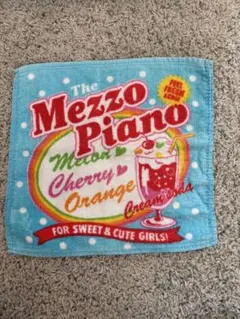 The
Mezzo
Piano
Melon
Cherry
Orange
Cream Soda
FOR SWEET & CUTE GIRLS!